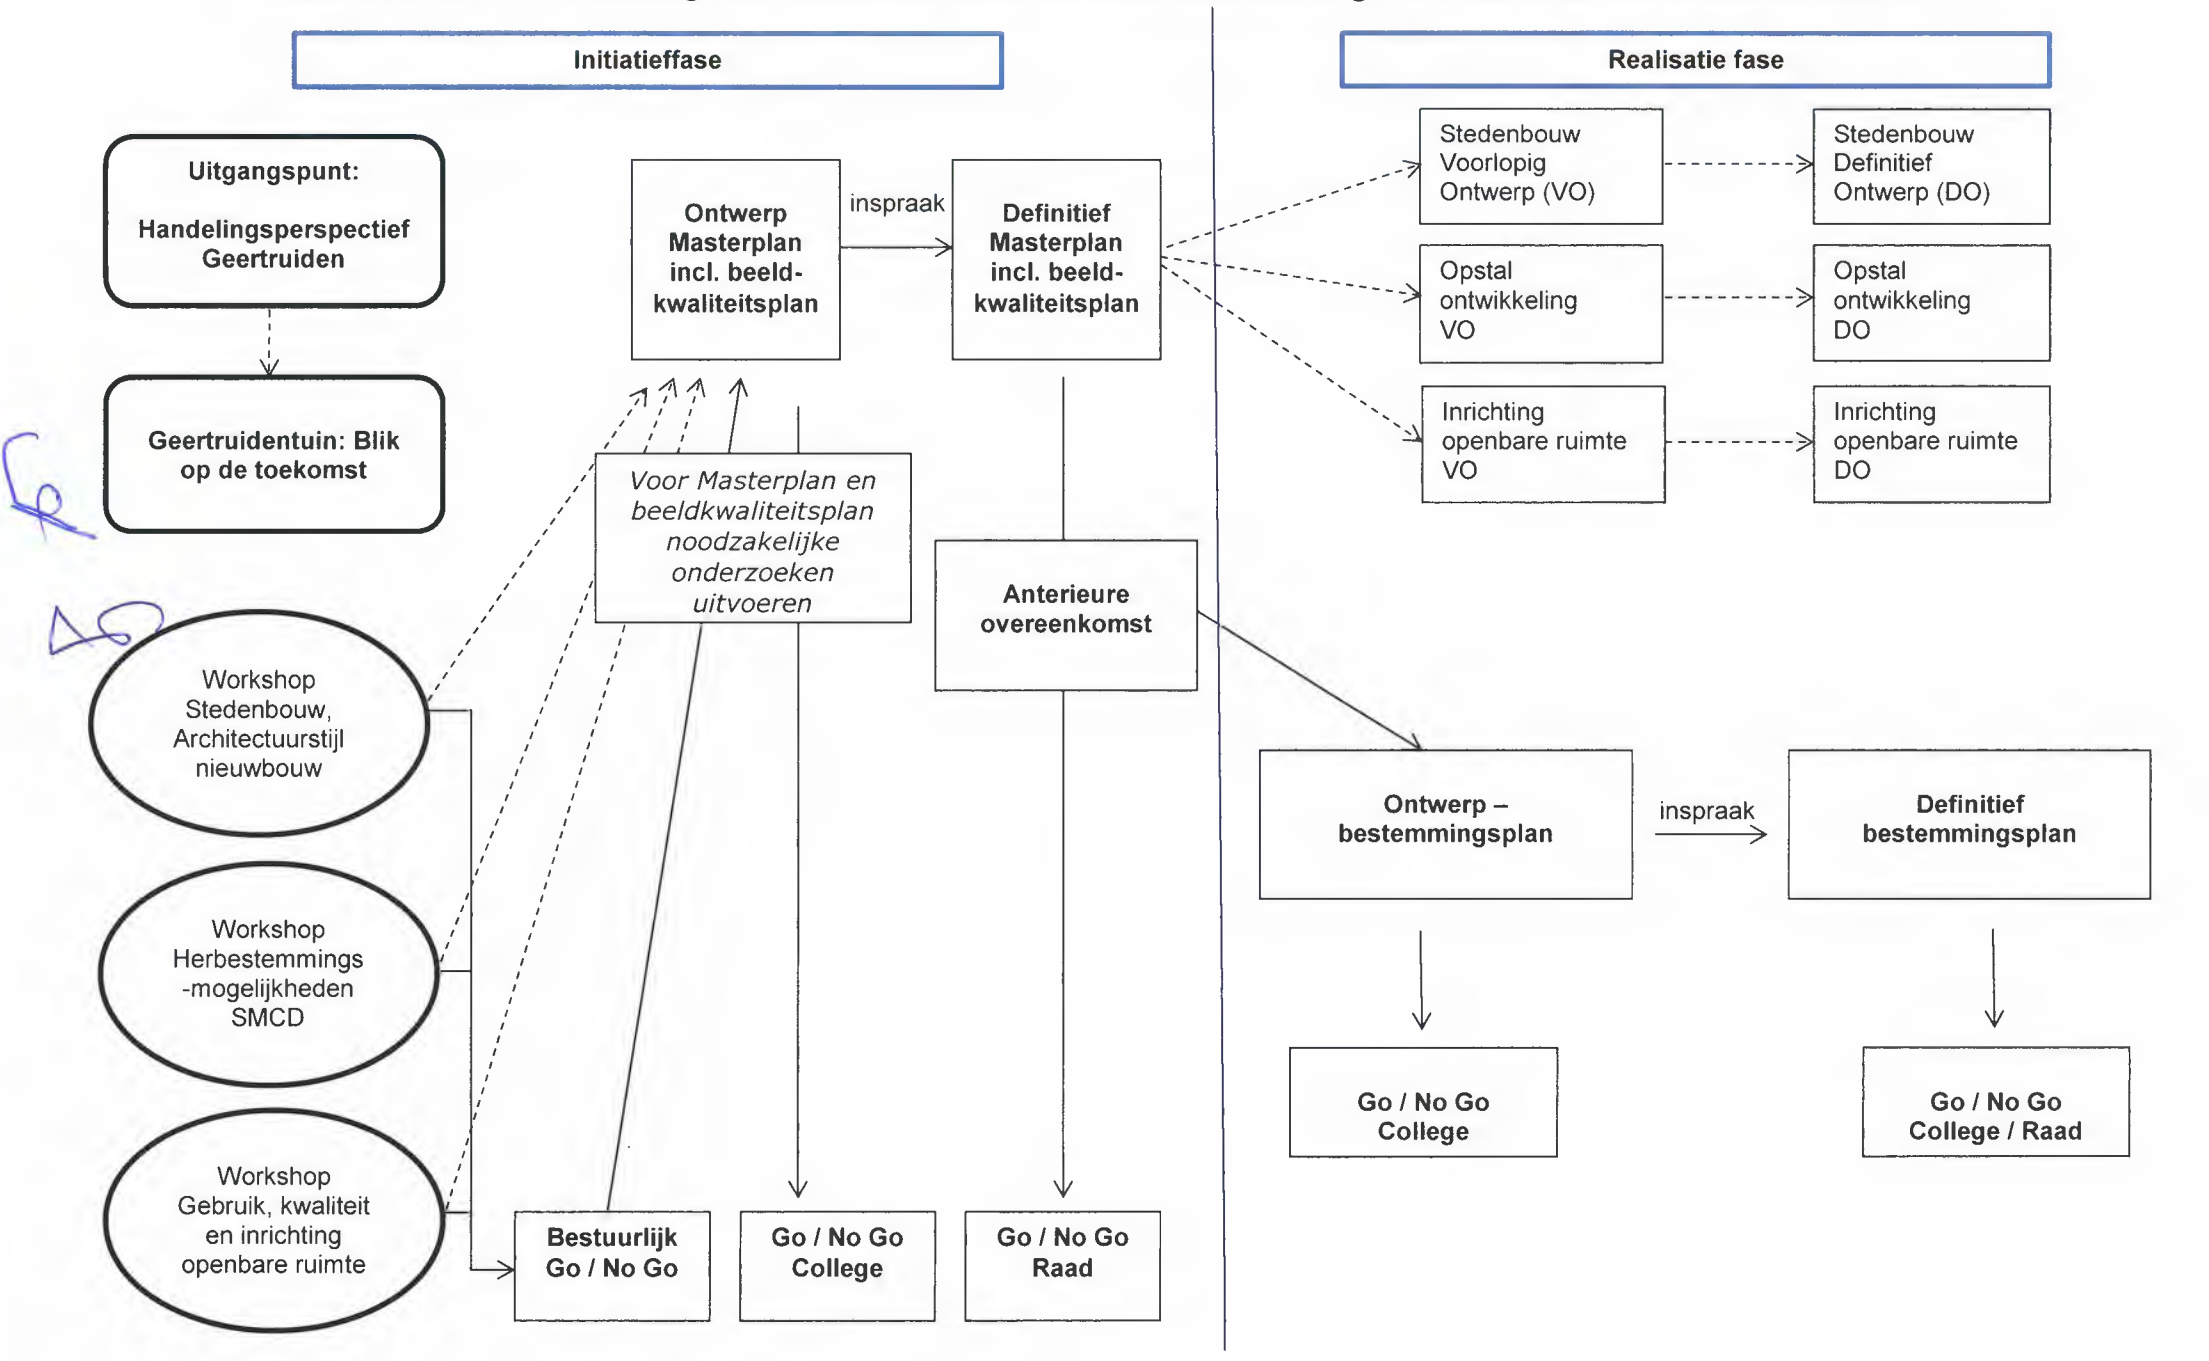 Initiatieffase
Realisatie fase
Uitgangspunt:
Handelingsperspectief
Geertruiden
Geertruidentuin: Blik
op de toekomst
Ontwerp
Masterplan
incl. beeld-
kwaliteitsplan
inspraak
Definitief
Masterplan
incl. beeld-
kwaliteitsplan
Stedenbouw
Voorlopig
Ontwerp (VO)
Stedenbouw
Definitief
Ontwerp (DO)
Opstal
ontwikkeling
VO
Opstal
ontwikkeling
DO
Inrichting
openbare ruimte
VO
Inrichting
openbare ruimte
DO
Voor Masterplan en
beeldkwaliteitsplan
noodzakelijke
onderzoeken
uitvoeren
Anterieure
overeenkomst
Workshop
Stedenbouw,
Architectuurstijl
nieuwbouw
Workshop
Herbestemmings
-mogelijkheden
SMCD
Workshop
Gebruik, kwaliteit
en inrichting
openbare ruimte
Bestuurlijk
Go / No Go
Go / No Go
College
Go / No Go
Raad
Ontwerp –
bestemmingsplan
inspraak
Definitief
bestemmingsplan
Go / No Go
College
Go / No Go
College / Raad